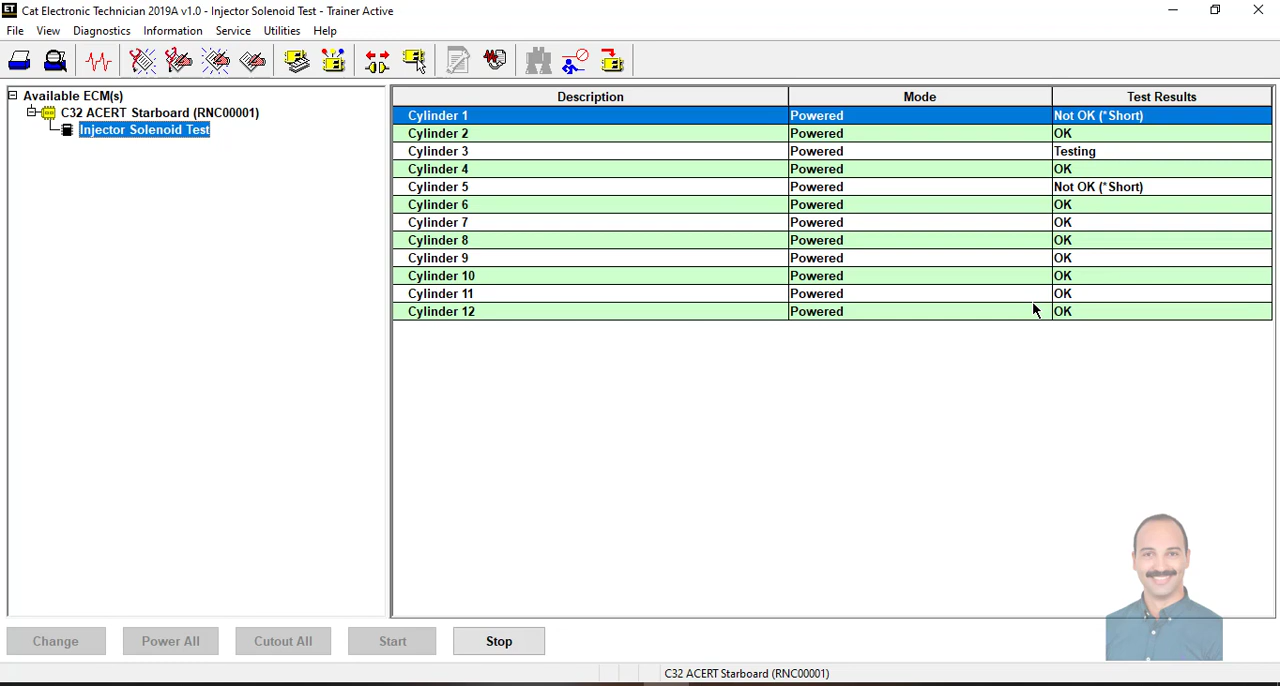 ET Cat Electronic Technician 2019A v1.0 - Injector Solenoid Test - Trainer Active
File View Diagnostics Information Service Utilities Help
Available ECM(s)
C32 ACERT Starboard (RNC00001)
Injector Solenoid Test
Description Mode Test Results
Cylinder 1 Powered Not OK (*Short)
Cylinder 2 Powered OK
Cylinder 3 Powered Testing
Cylinder 4 Powered OK
Cylinder 5 Powered Not OK (*Short)
Cylinder 6 Powered OK
Cylinder 7 Powered OK
Cylinder 8 Powered OK
Cylinder 9 Powered OK
Cylinder 10 Powered OK
Cylinder 11 Powered OK
Cylinder 12 Powered OK
Change Power All Cutout All Start Stop
C32 ACERT Starboard (RNC00001)